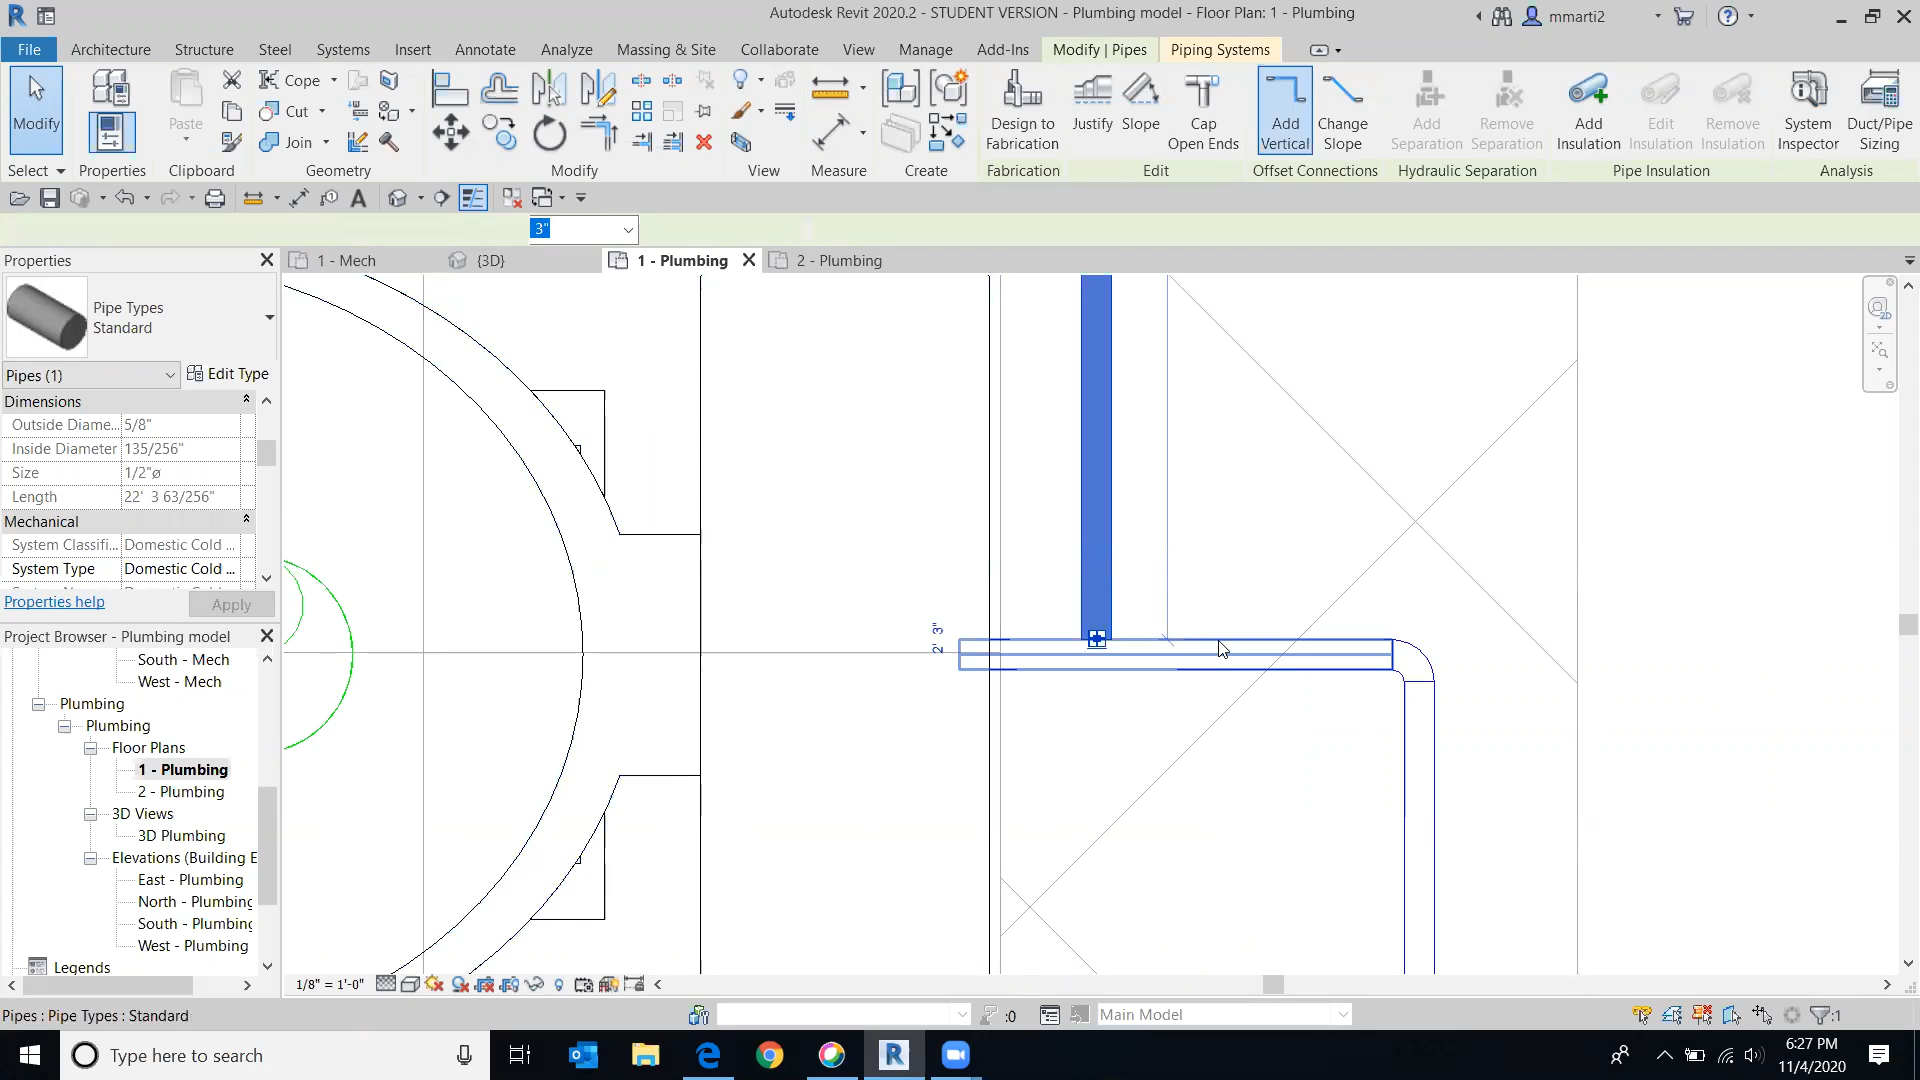 Autodesk Revit 2020.2 - STUDENT VERSION - Plumbing model - Floor Plan: 1 - Plumbing
mmarti2
File Architecture Structure Steel Systems Insert Annotate Analyze Massing & Site Collaborate View Manage Add-Ins Modify | Pipes Piping Systems
Modify
Paste
Cope
Cut
Join
Design to Fabrication
Justify
Slope
Cap Open Ends
Add Vertical
Change Slope
Add Separation
Remove Separation
Add Insulation
Edit Insulation
Remove Insulation
System Inspector
Duct/Pipe Sizing
Select Properties Clipboard Geometry Modify View Measure Create Fabrication Edit Offset Connections Hydraulic Separation Pipe Insulation Analysis
3"
Properties
1 - Mech {3D} 1 - Plumbing 2 - Plumbing
Pipe Types
Standard
Pipes (1) Edit Type
Dimensions
Outside Diame... 5/8"
Inside Diameter 135/256"
Size 1/2"ø
Length 22' 3 63/256"
Mechanical
System Classifi... Domestic Cold ...
System Type Domestic Cold ...
Properties help Apply
2' 3"
Project Browser - Plumbing model
South - Mech
West - Mech
Plumbing
Plumbing
Floor Plans
1 - Plumbing
2 - Plumbing
3D Views
3D Plumbing
Elevations (Building E
East - Plumbing
North - Plumbing
South - Plumbing
West - Plumbing
Legends
1/8" = 1'-0"
Pipes : Pipe Types : Standard
:0
Main Model
:1
Type here to search
6:27 PM
11/4/2020